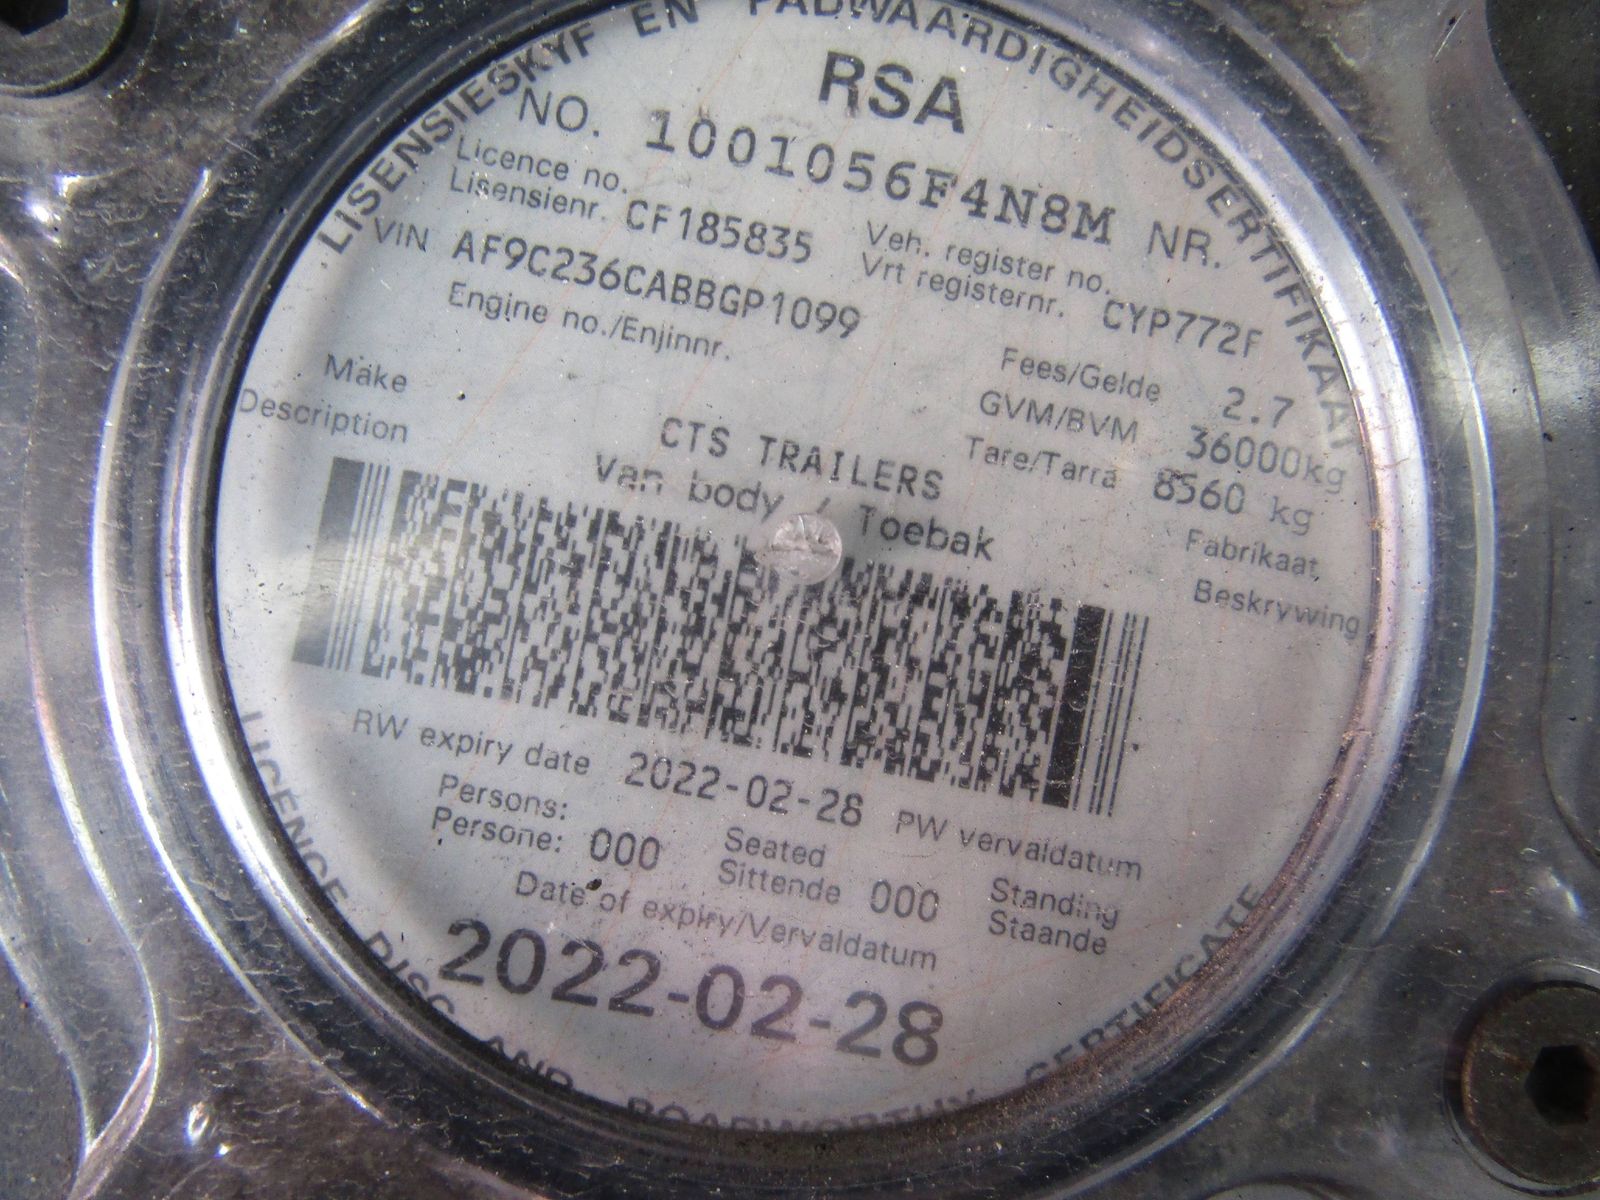 LISENSIESKYF EN PADWAARDIGHEIDSERTIFIKAAT
RSA
NO. 1001056F4N8M NR.
Licence no.
Lisensienr. CF185835
Veh. register no.
Vrt registernr. CYP772F
VIN AF9C236CABBGP1099
Engine no./Enjinnr.
Fees/Gelde 2.7
GVM/BVM 36000kg
Tare/Tarra 8560 kg
Make CTS TRAILERS Fabrikaat
Description Van body / Toebak Beskrywing
RW expiry date 2022-02-28 PW vervaldatum
Persons:
Persone: 000
Seated
Sittende 000
Standing
Staande
Date of expiry/Vervaldatum
2022-02-28
LICENCE DISC AND ROADWORTHY CERTIFICATE